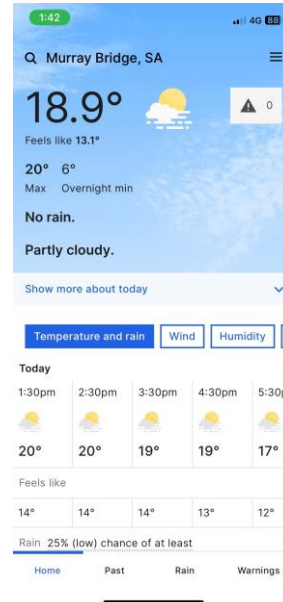 1:42 4G 88
Murray Bridge, SA
18.9°
0
Feels like 13.1°
20° 6°
Max Overnight min
No rain.
Partly cloudy.
Show more about today
Temperature and rain Wind Humidity
Today
1:30pm 2:30pm 3:30pm 4:30pm 5:30p
20° 20° 19° 19° 17°
Feels like
14° 14° 14° 13° 12°
Rain 25% (low) chance of at least
Home Past Rain Warnings